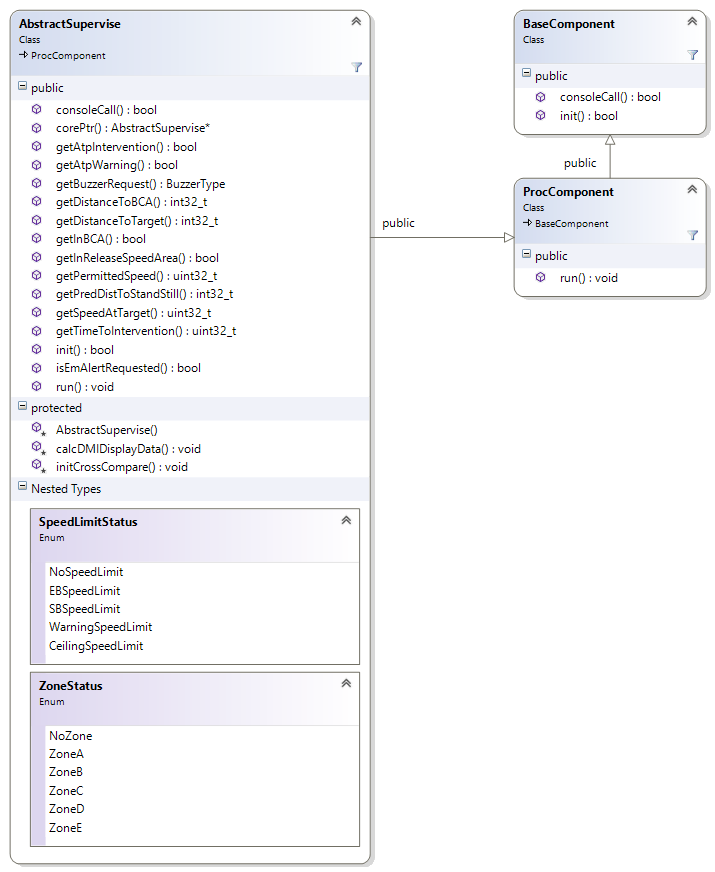 AbstractSupervise
Class
ProcComponent
public
consoleCall() : bool
corePtr() : AbstractSupervise*
getAtpIntervention() : bool
getAtpWarning() : bool
getBuzzerRequest() : BuzzerType
getDistanceToBCA() : int32_t
getDistanceToTarget() : int32_t
getInBCA() : bool
getInReleaseSpeedArea() : bool
getPermittedSpeed() : uint32_t
getPredDistToStandStill() : int32_t
getSpeedAtTarget() : uint32_t
getTimeToIntervention() : uint32_t
init() : bool
isEmAlertRequested() : bool
run() : void
protected
AbstractSupervise()
calcDMIDisplayData() : void
initCrossCompare() : void
Nested Types
SpeedLimitStatus
Enum
NoSpeedLimit
EBSpeedLimit
SBSpeedLimit
WarningSpeedLimit
CeilingSpeedLimit
ZoneStatus
Enum
NoZone
ZoneA
ZoneB
ZoneC
ZoneD
ZoneE
public
BaseComponent
Class
public
consoleCall() : bool
init() : bool
public
ProcComponent
Class
BaseComponent
public
run() : void